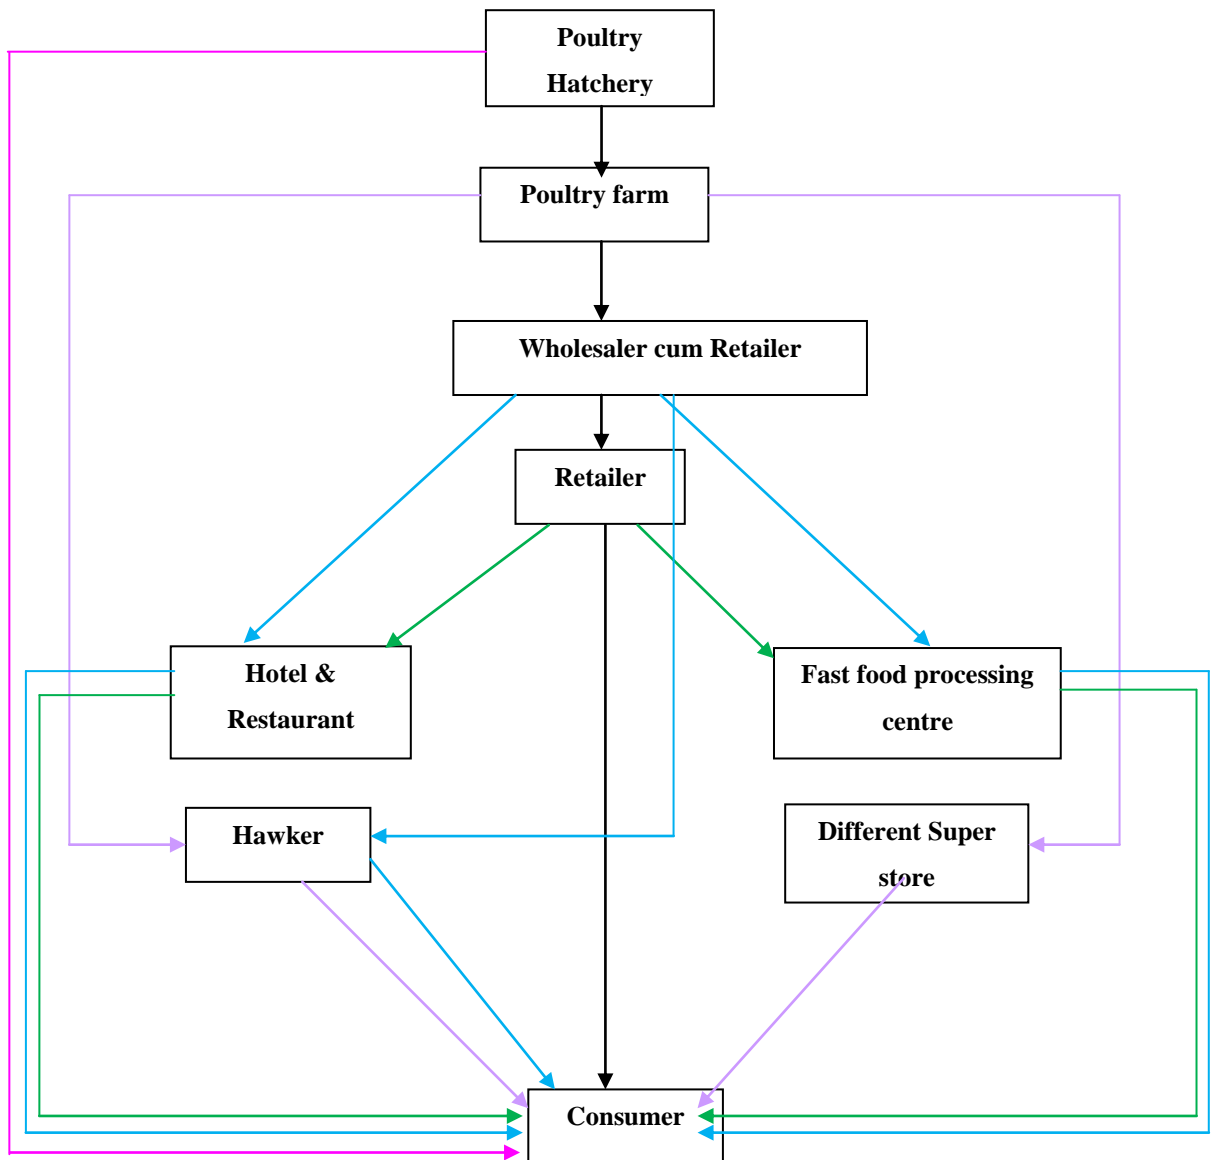 Poultry
Hatchery
Poultry farm
Wholesaler cum Retailer
Retailer
Hotel &
Restaurant
Fast food processing
centre
Hawker
Different Super
store
Consumer